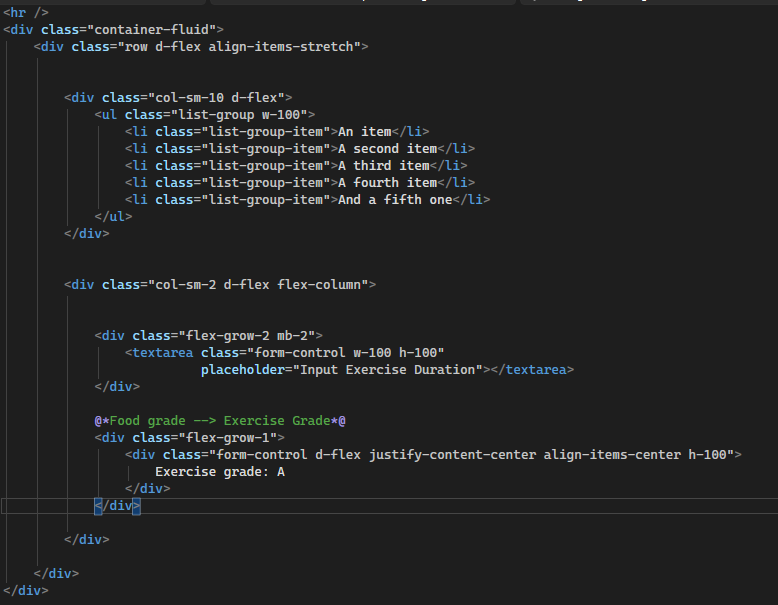 <hr />
<div class="container-fluid">
<div class="row d-flex align-items-stretch">
<div class="col-sm-10 d-flex">
<ul class="list-group w-100">
<li class="list-group-item">An item</li>
<li class="list-group-item">A second item</li>
<li class="list-group-item">A third item</li>
<li class="list-group-item">A fourth item</li>
<li class="list-group-item">And a fifth one</li>
</ul>
</div>
<div class="col-sm-2 d-flex flex-column">
<div class="flex-grow-2 mb-2">
<textarea class="form-control w-100 h-100"
placeholder="Input Exercise Duration"></textarea>
</div>
@*Food grade --> Exercise Grade*@
<div class="flex-grow-1">
<div class="form-control d-flex justify-content-center align-items-center h-100">
Exercise grade: A
</div>
</div>
</div>
</div>
</div>